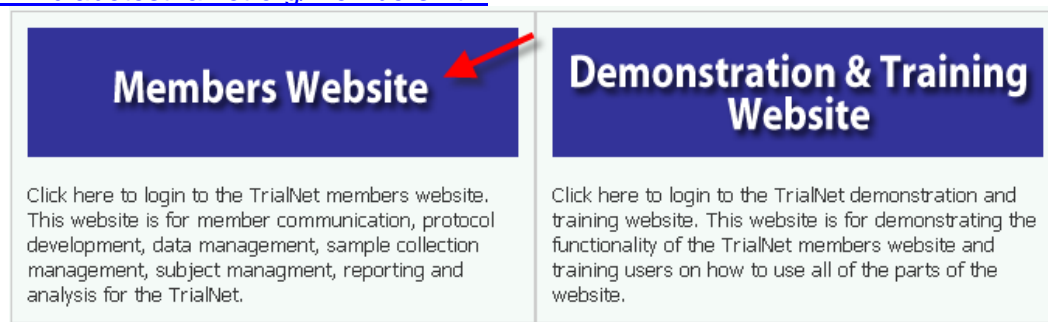 Members Website
Click here to login to the TrialNet members website.
This website is for member communication, protocol
development, data management, sample collection
management, subject managment, reporting and
analysis for the TrialNet.
Demonstration & Training
Website
Click here to login to the TrialNet demonstration and
training website. This website is for demonstrating the
functionality of the TrialNet members website and
training users on how to use all of the parts of the
website.